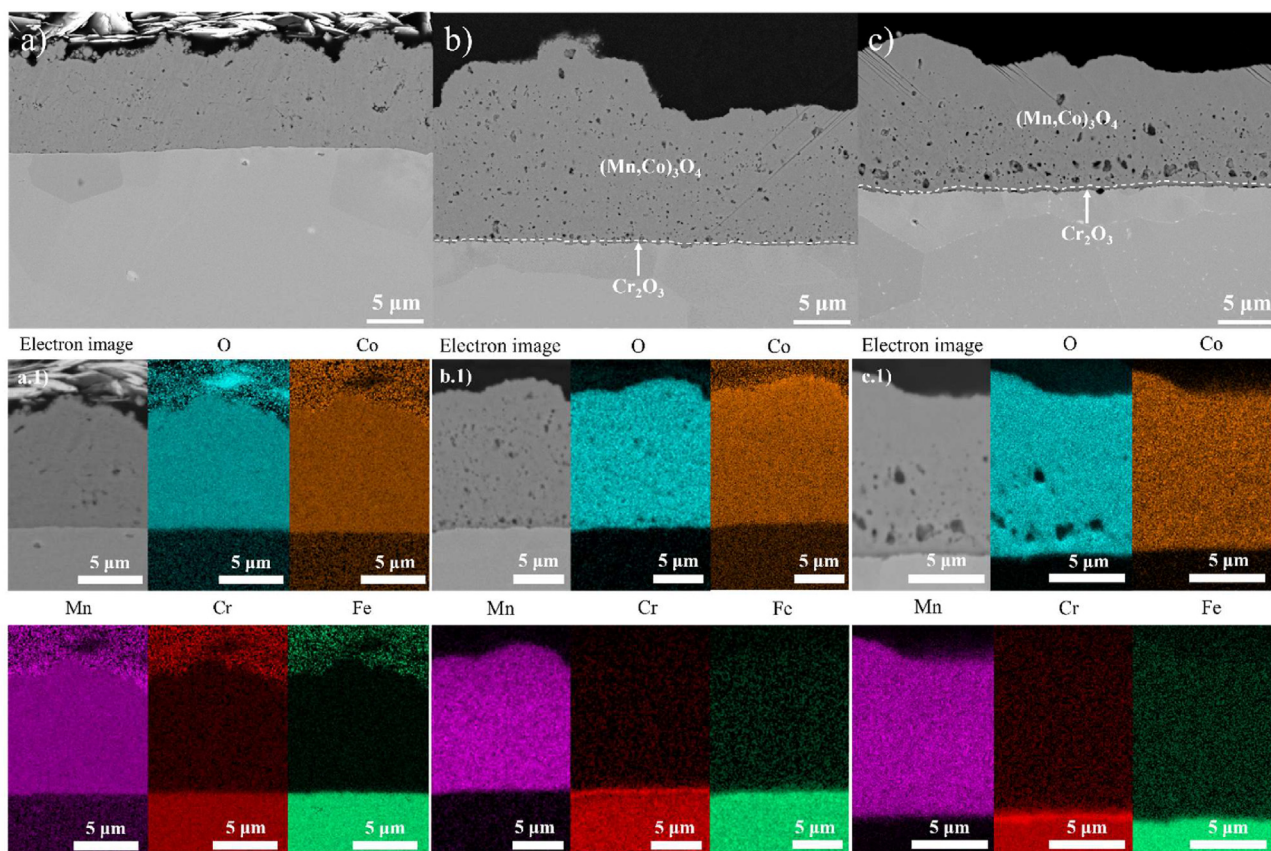 a)
b)
c)
(Mn,Co)₃O₄
(Mn,Co)₃O₄
Cr₂O₃
Cr₂O₃
5 μm
5 μm
5 μm
Electron image O Co Electron image O Co Electron image O Co
a.1)
b.1)
c.1)
5 μm 5 μm 5 μm 5 μm 5 μm 5 μm 5 μm 5 μm 5 μm
Mn Cr Fe Mn Cr Fe Mn Cr Fe
5 μm 5 μm 5 μm 5 μm 5 μm 5 μm 5 μm 5 μm 5 μm